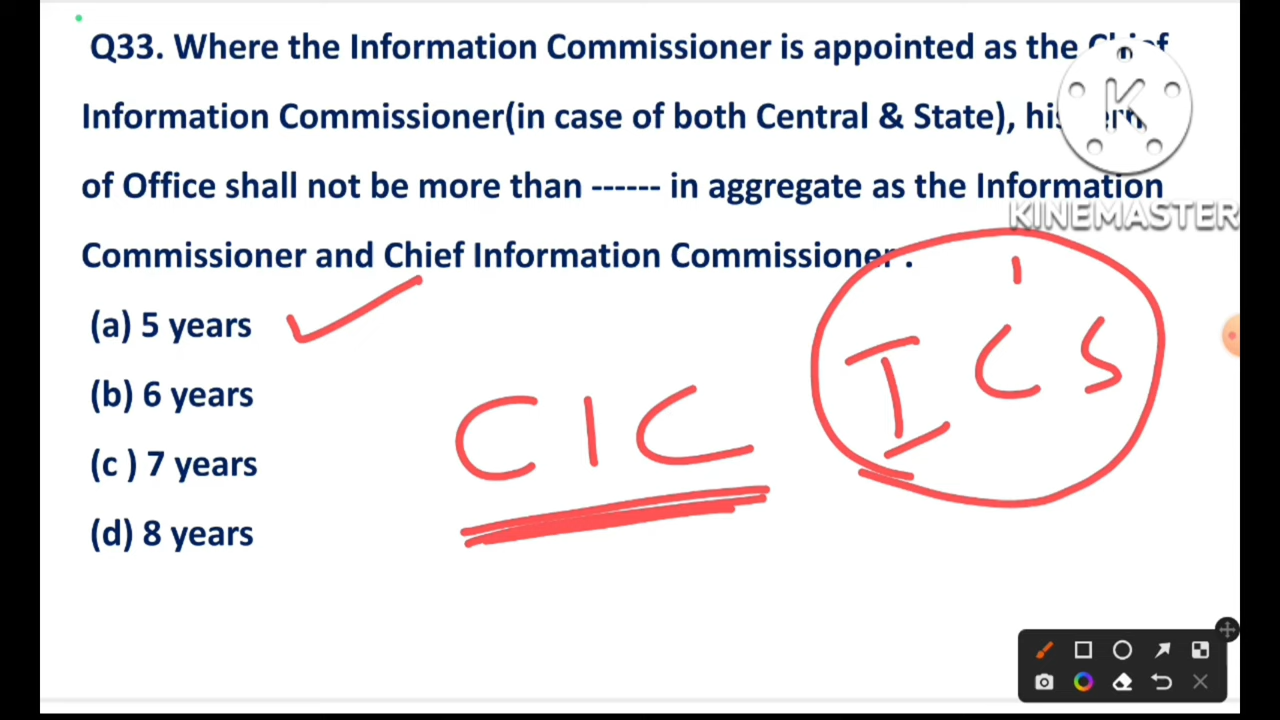 Q33. Where the Information Commissioner is appointed as the Chief
Information Commissioner(in case of both Central & State), his
of Office shall not be more than ------ in aggregate as the Information
KINEMASTER
Commissioner and Chief Information Commissioner .
(a) 5 years
(b) 6 years
(c ) 7 years
(d) 8 years
CIC
I C'S
K